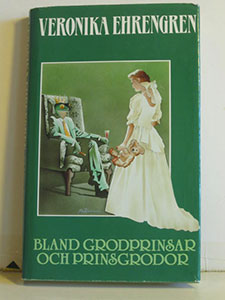 VERONIKA EHRENGREN
BLAND GRODPRINSAR
OCH PRINSGRODOR